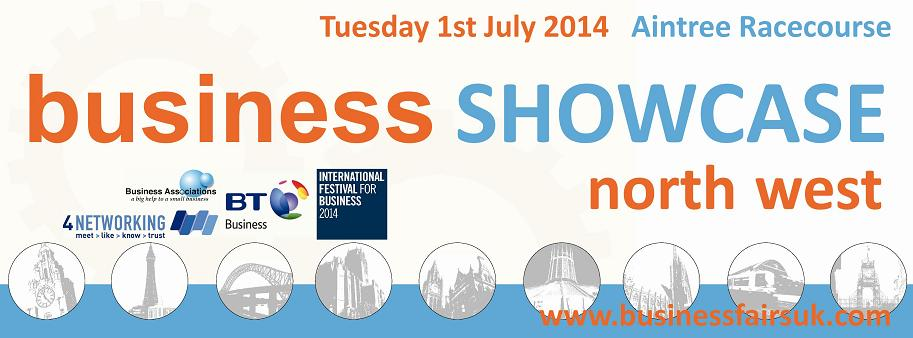 Tuesday 1st July 2014 Aintree Racecourse
business SHOWCASE
north west
Business Associations
a big help to a small business
4NETWORKING
meet > like > know > trust
BT
Business
INTERNATIONAL
FESTIVAL FOR
BUSINESS
2014
www.businessfairsuk.com